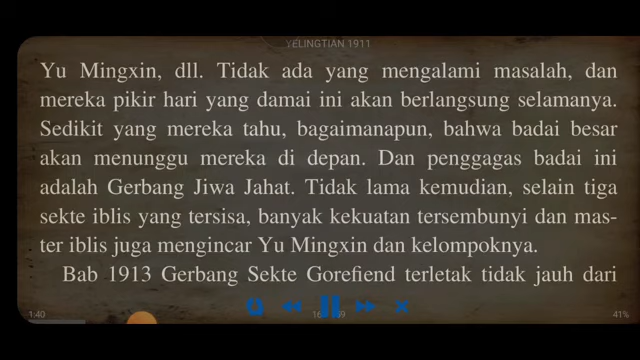 YELINGTIAN 1911
Yu Mingxin, dll. Tidak ada yang mengalami masalah, dan
mereka pikir hari yang damai ini akan berlangsung selamanya.
Sedikit yang mereka tahu, bagaimanapun, bahwa badai besar
akan menunggu mereka di depan. Dan penggagas badai ini
adalah Gerbang Jiwa Jahat. Tidak lama kemudian, selain tiga
sekte iblis yang tersisa, banyak kekuatan tersembunyi dan mas-
ter iblis juga mengincar Yu Mingxin dan kelompoknya.
Bab 1913 Gerbang Sekte Gorefiend terletak tidak jauh dari
1:40
41%